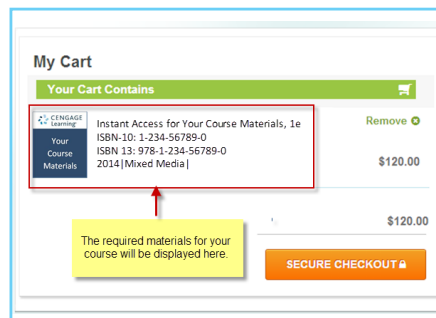 My Cart
Your Cart Contains
CENGAGE
Learning
Your
Course
Materials
Instant Access for Your Course Materials, 1e
ISBN-10: 1-234-56789-0
ISBN 13: 978-1-234-56789-0
2014|Mixed Media|
Remove
$120.00
$120.00
The required materials for your
course will be displayed here.
SECURE CHECKOUT